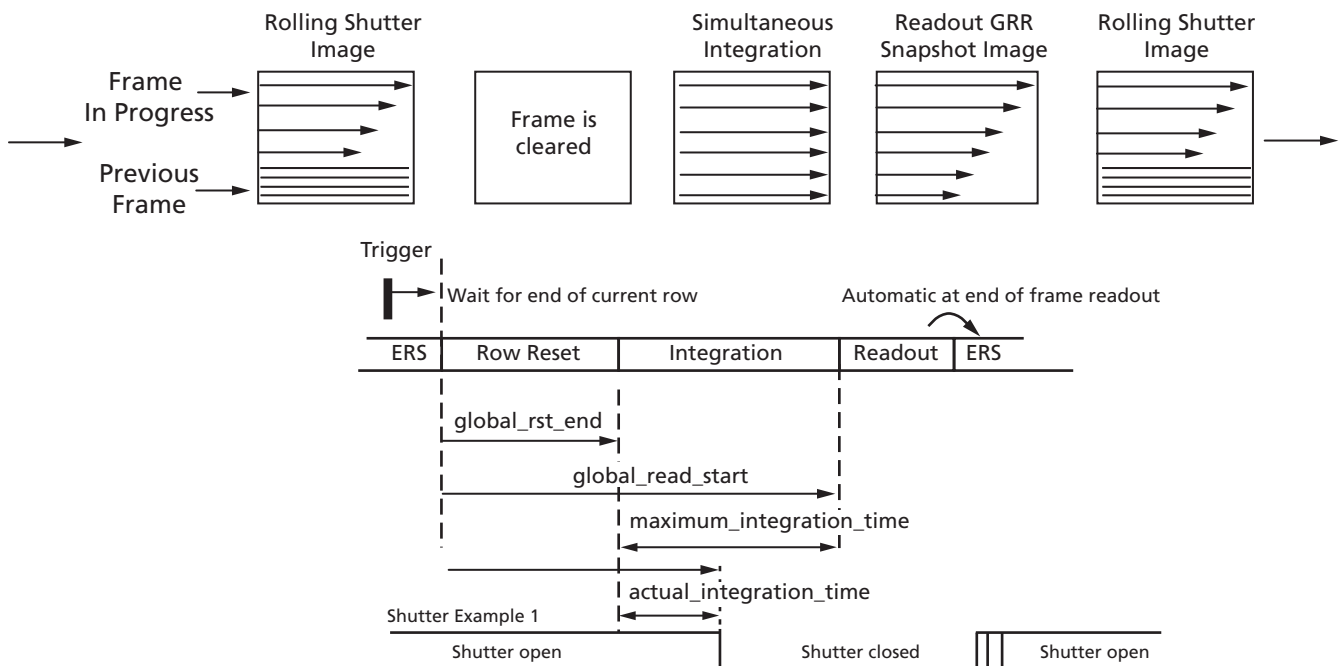 Rolling Shutter
Image
Simultaneous
Integration
Readout GRR
Snapshot Image
Rolling Shutter
Image
Frame
In Progress
Previous
Frame
Frame is
cleared
Trigger
Wait for end of current row
Automatic at end of frame readout
ERS
Row Reset
Integration
Readout
ERS
global_rst_end
global_read_start
maximum_integration_time
actual_integration_time
Shutter Example 1
Shutter open
Shutter closed
Shutter open